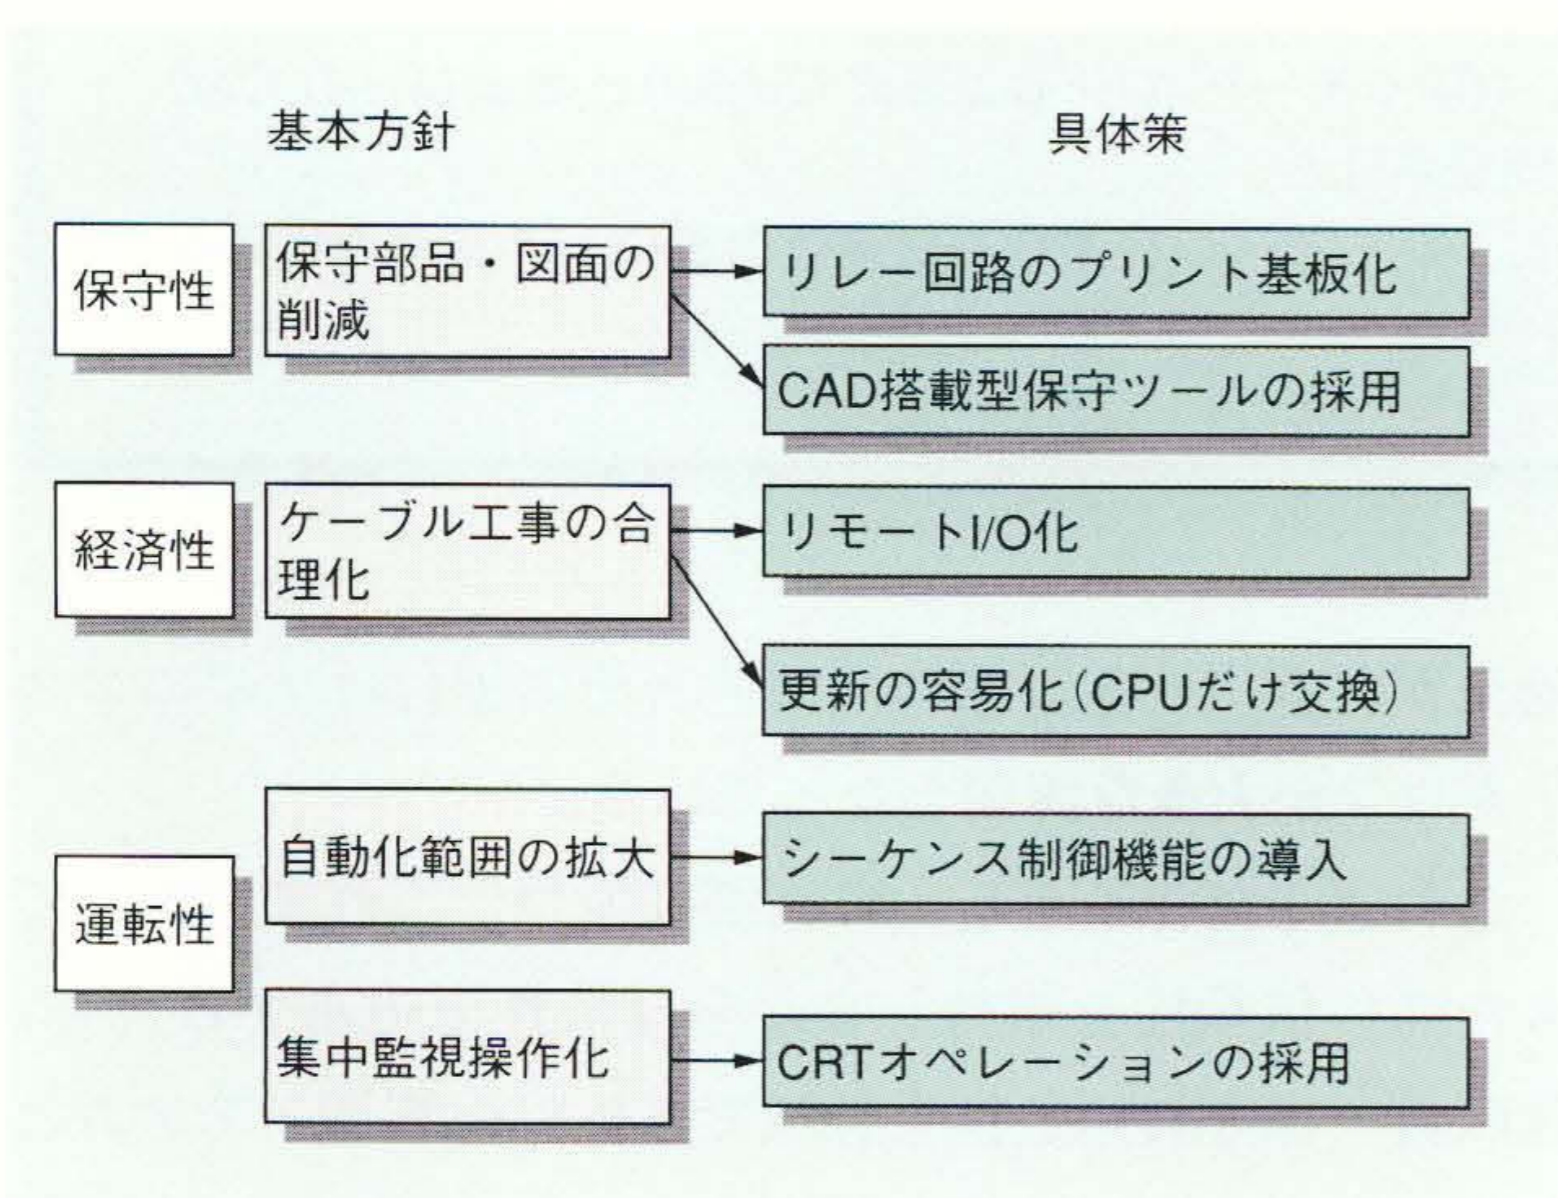 基本方針
具体策
保守性
保守部品・図面の
削減
リレー回路のプリント基板化
CAD搭載型保守ツールの採用
経済性
ケーブル工事の合
理化
リモートI/O化
更新の容易化(CPUだけ交換)
運転性
自動化範囲の拡大
シーケンス制御機能の導入
集中監視操作化
CRTオペレーションの採用